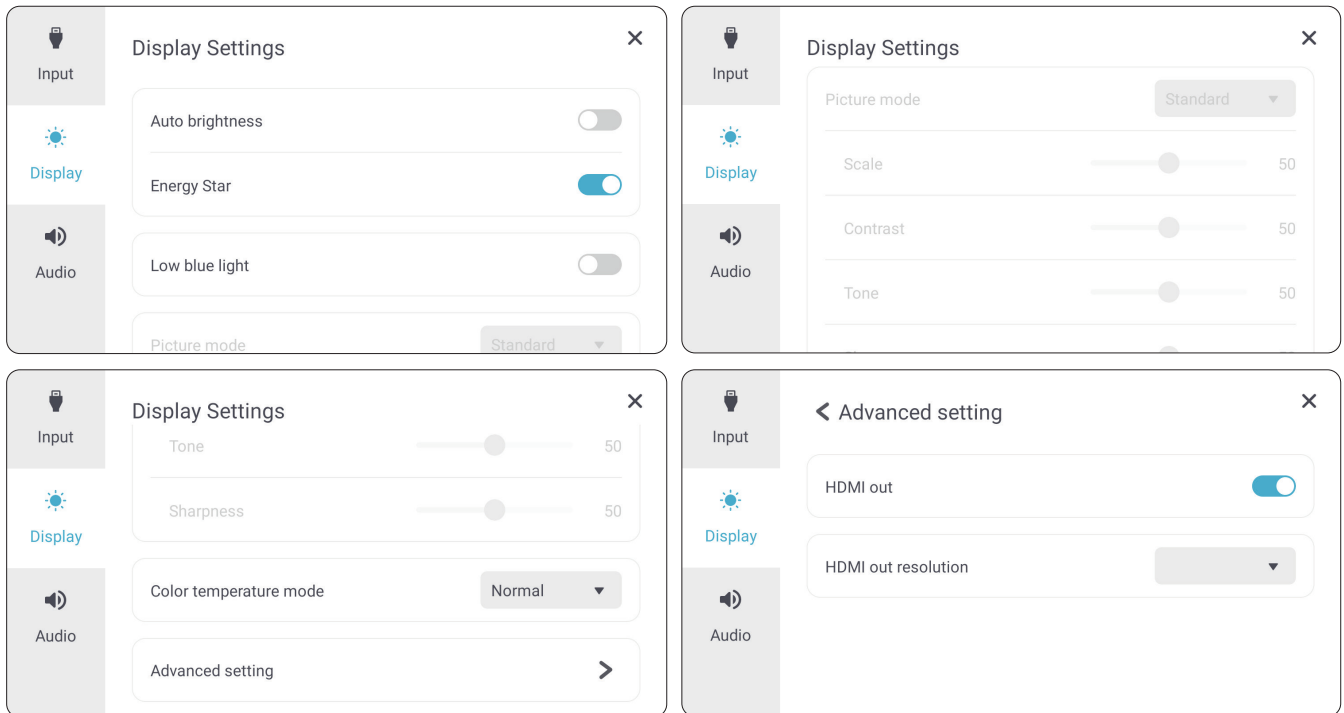 Input
Display
Audio
Display Settings
Auto brightness
Energy Star
Low blue light
Picture mode Standard
Input
Display
Audio
Display Settings
Picture mode Standard
Scale 50
Contrast 50
Tone 50
Input
Display
Audio
Display Settings
Tone 50
Sharpness 50
Color temperature mode Normal
Advanced setting
Input
Display
Audio
Advanced setting
HDMI out
HDMI out resolution